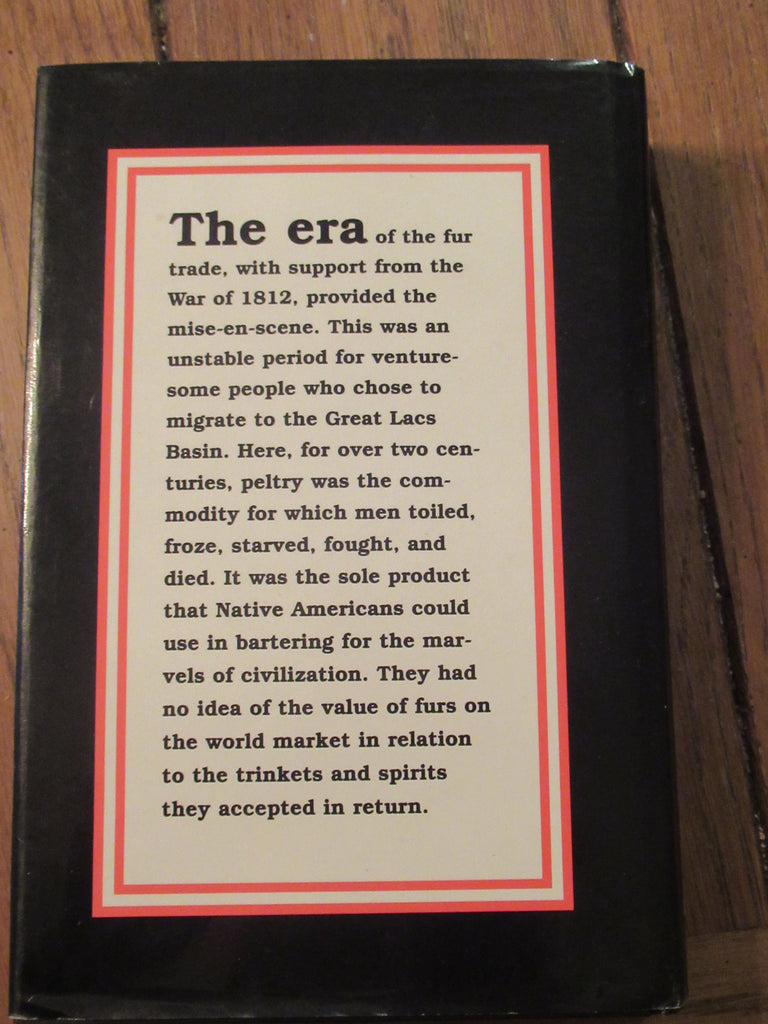 The era of the fur
trade, with support from the
War of 1812, provided the
mise-en-scene. This was an
unstable period for venture-
some people who chose to
migrate to the Great Lacs
Basin. Here, for over two cen-
turies, peltry was the com-
modity for which men toiled,
froze, starved, fought, and
died. It was the sole product
that Native Americans could
use in bartering for the mar-
vels of civilization. They had
no idea of the value of furs on
the world market in relation
to the trinkets and spirits
they accepted in return.